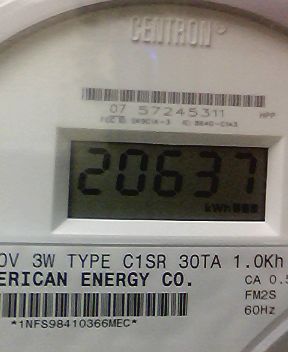 CENTRON®
07 57245311 HPP
20637
kWh
0V 3W TYPE C1SR 30TA 1.0Kh
ERICAN ENERGY CO. CA 0.5
FM2S
*1NFS98410366MEC* 60Hz